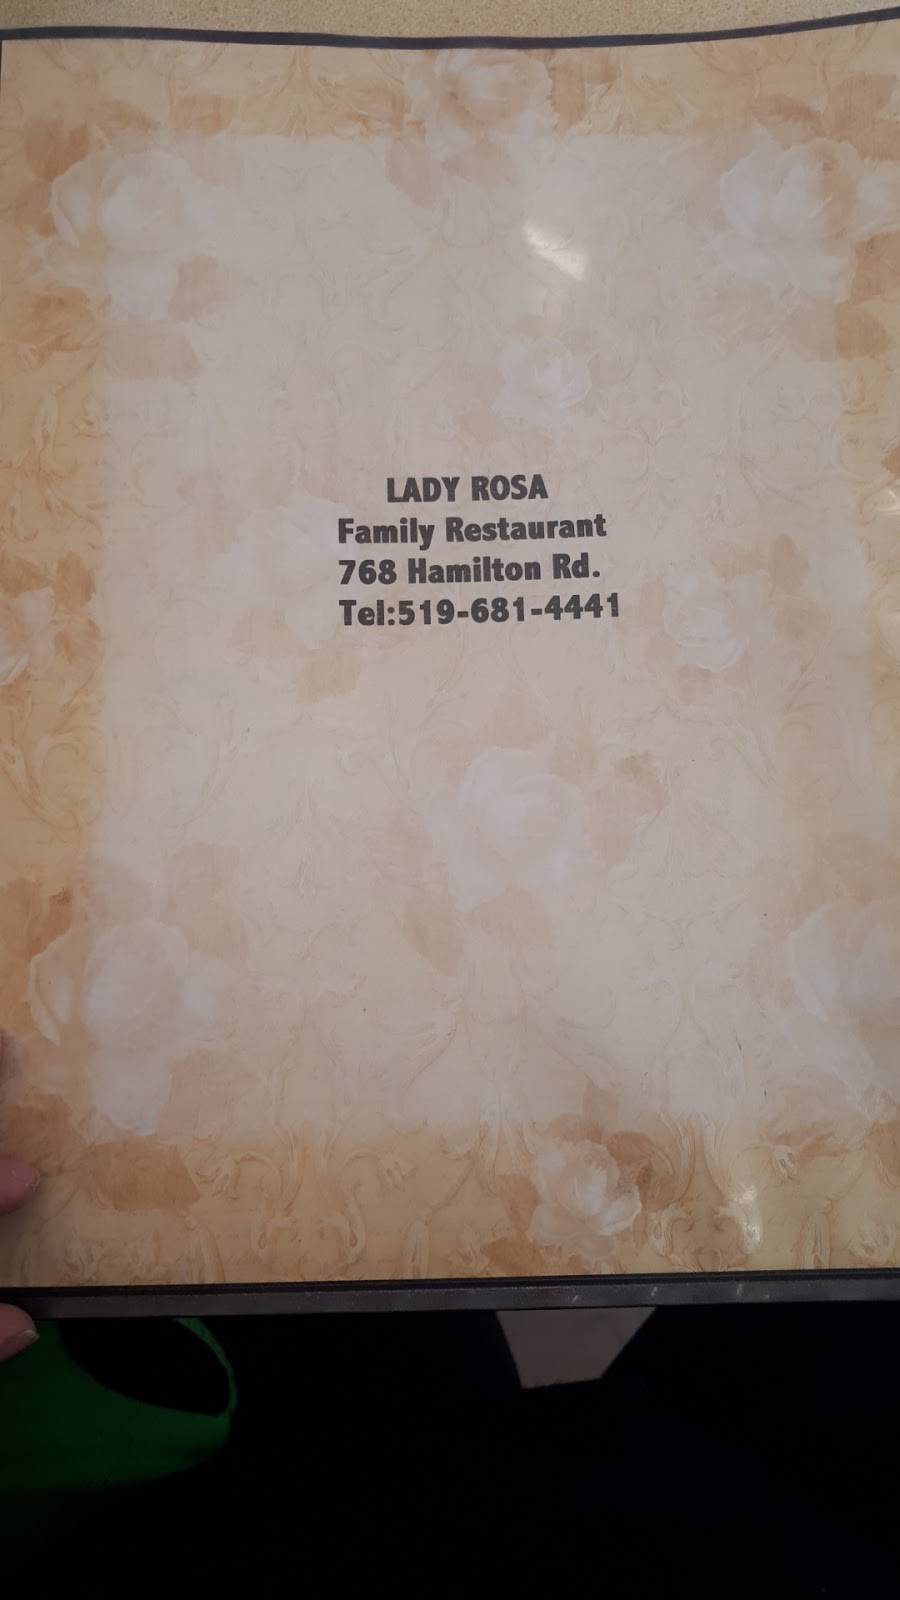 LADY ROSA
Family Restaurant
768 Hamilton Rd.
Tel:519-681-4441